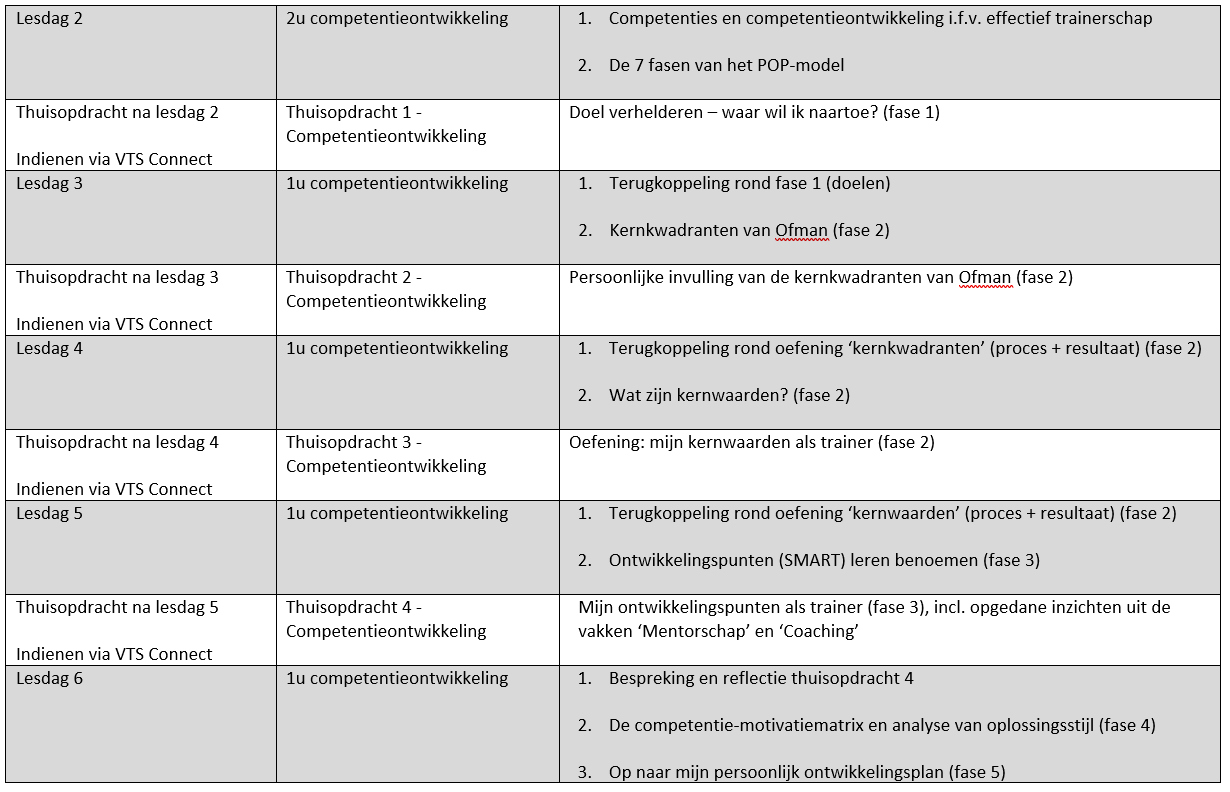 Lesdag 2
2u competentieontwikkeling
1. Competenties en competentieontwikkeling i.f.v. effectief trainerschap
2. De 7 fasen van het POP-model
Thuisopdracht na lesdag 2
Indienen via VTS Connect
Thuisopdracht 1 -
Competentieontwikkeling
Doel verhelderen – waar wil ik naartoe? (fase 1)
Lesdag 3
1u competentieontwikkeling
1. Terugkoppeling rond fase 1 (doelen)
2. Kernkwadranten van Ofman (fase 2)
Thuisopdracht na lesdag 3
Indienen via VTS Connect
Thuisopdracht 2 -
Competentieontwikkeling
Persoonlijke invulling van de kernkwadranten van Ofman (fase 2)
Lesdag 4
1u competentieontwikkeling
1. Terugkoppeling rond oefening ‘kernkwadranten’ (proces + resultaat) (fase 2)
2. Wat zijn kernwaarden? (fase 2)
Thuisopdracht na lesdag 4
Indienen via VTS Connect
Thuisopdracht 3 -
Competentieontwikkeling
Oefening: mijn kernwaarden als trainer (fase 2)
Lesdag 5
1u competentieontwikkeling
1. Terugkoppeling rond oefening ‘kernwaarden’ (proces + resultaat) (fase 2)
2. Ontwikkelingspunten (SMART) leren benoemen (fase 3)
Thuisopdracht na lesdag 5
Indienen via VTS Connect
Thuisopdracht 4 -
Competentieontwikkeling
Mijn ontwikkelingspunten als trainer (fase 3), incl. opgedane inzichten uit de
vakken ‘Mentorschap’ en ‘Coaching’
Lesdag 6
1u competentieontwikkeling
1. Bespreking en reflectie thuisopdracht 4
2. De competentie-motivatiematrix en analyse van oplossingsstijl (fase 4)
3. Op naar mijn persoonlijk ontwikkelingsplan (fase 5)